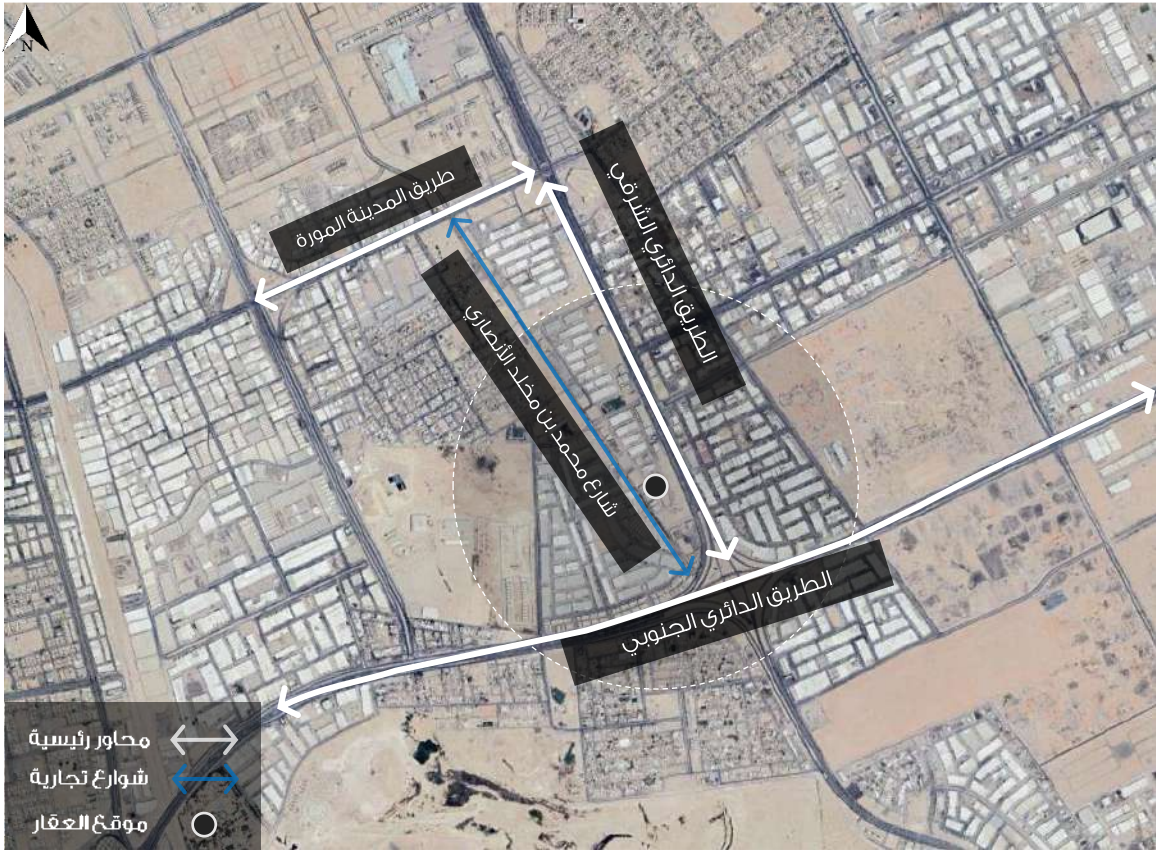 N
طريق المدينة المورة
الطريق الدائري الشرقي
شارع محمد بن مخلد الأنصاري
الطريق الدائري الجنوبي
محاور رئيسية
شوارع تجارية
موقع العقار